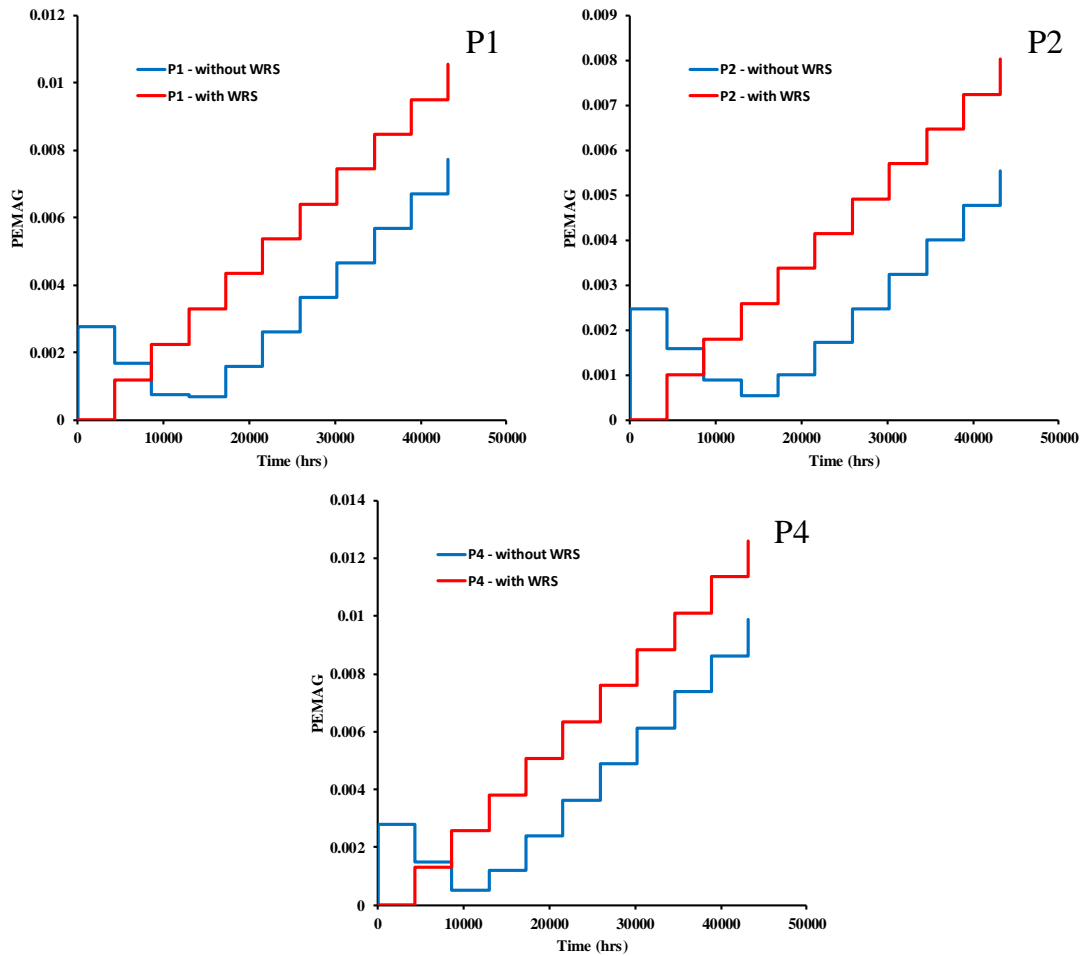 P1
P1 - without WRS
P1 - with WRS
PEMAG
0.012
0.01
0.008
0.006
0.004
0.002
0
0 10000 20000 30000 40000 50000
Time (hrs)
P2
P2 - without WRS
P2 - with WRS
PEMAG
0.009
0.008
0.007
0.006
0.005
0.004
0.003
0.002
0.001
0
0 10000 20000 30000 40000 50000
Time (hrs)
P4
P4 - without WRS
P4 - with WRS
PEMAG
0.014
0.012
0.01
0.008
0.006
0.004
0.002
0
0 10000 20000 30000 40000 50000
Time (hrs)